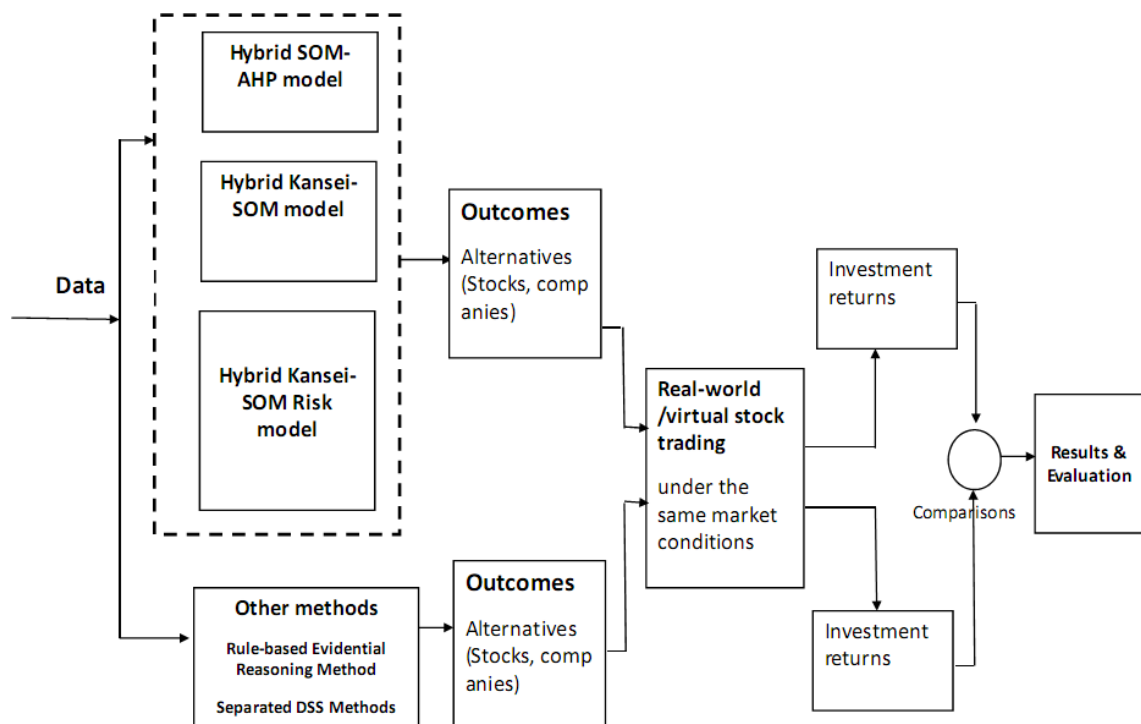 Hybrid SOM-
AHP model
Hybrid Kansei-
SOM model
Data
Hybrid Kansei-
SOM Risk
model
Outcomes
Alternatives
(Stocks, comp
anies)
Other methods
Rule-based Evidential
Reasoning Method
Separated DSS Methods
Outcomes
Alternatives
(Stocks, comp
anies)
Real-world
/virtual stock
trading
under the
same market
conditions
Investment
returns
Investment
returns
Comparisons
Results &
Evaluation